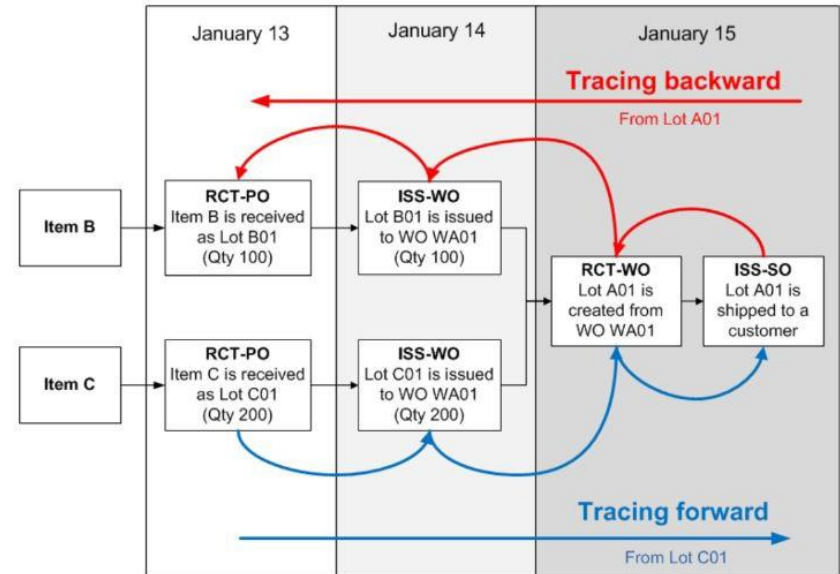 January 13
January 14
January 15
Tracing backward
From Lot A01
Item B
RCT-PO
Item B is received
as Lot B01
(Qty 100)
ISS-WO
Lot B01 is issued
to WO WA01
(Qty 100)
RCT-WO
Lot A01 is
created from
WO WA01
ISS-SO
Lot A01 is
shipped to a
customer
Item C
RCT-PO
Item C is received
as Lot C01
(Qty 200)
ISS-WO
Lot C01 is issued
to WO WA01
(Qty 200)
Tracing forward
From Lot C01